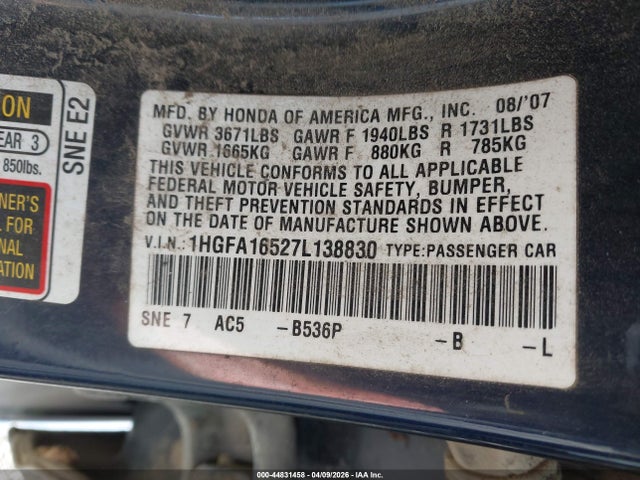 ON
EAR 3
850lbs.
NER'S
L FOR
NAL
ATION
SNE E2
MFD. BY HONDA OF AMERICA MFG., INC. 08/'07
GVWR 3671LBS GAWR F 1940LBS R 1731LBS
GVWR 1665KG GAWR F 880KG R 785KG
THIS VEHICLE CONFORMS TO ALL APPLICABLE
FEDERAL MOTOR VEHICLE SAFETY, BUMPER,
AND THEFT PREVENTION STANDARDS IN EFFECT
ON THE DATE OF MANUFACTURE SHOWN ABOVE.
V.I.N.: 1HGFA16527L138830 TYPE:PASSENGER CAR
SNE 7 AC5 -B536P -B -L
000-44831458 - 04/09/2026 - IAA Inc.